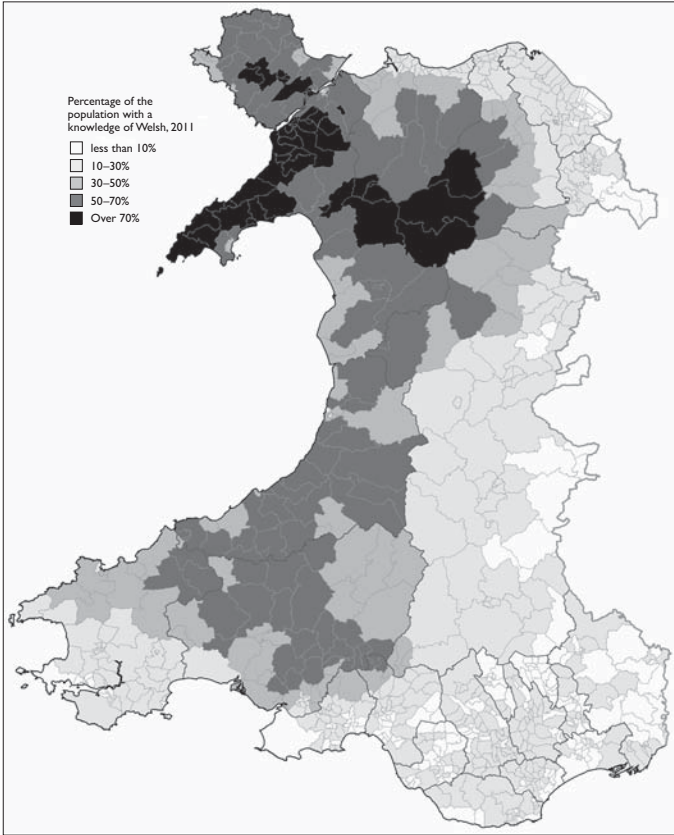 Percentage of the
population with a
knowledge of Welsh, 2011
less than 10%
10–30%
30–50%
50–70%
Over 70%